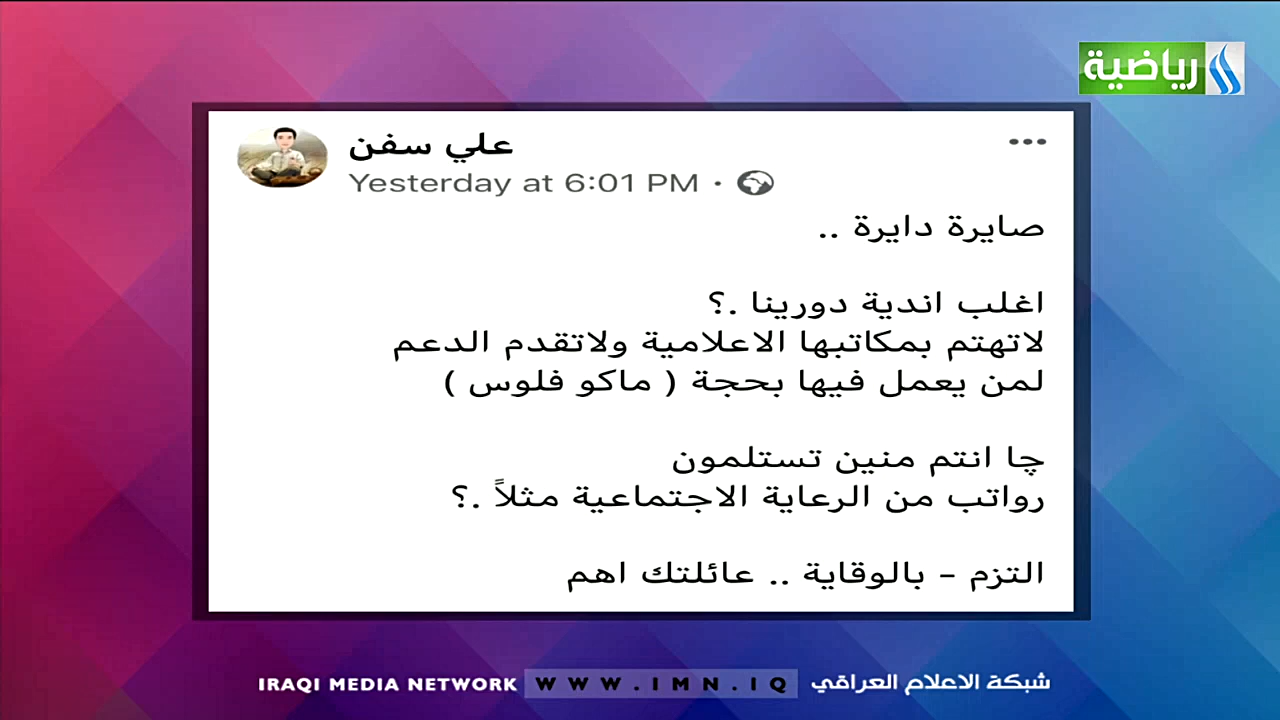 رياضية
علي سفن
Yesterday at 6:01 PM ·
صايرة دايرة ..
اغلب اندية دورينا .؟
لاتهتم بمكاتبها الاعلامية ولاتقدم الدعم
لمن يعمل فيها بحجة ( ماكو فلوس )
چا انتم منين تستلمون
رواتب من الرعاية الاجتماعية مثلاً .؟
التزم – بالوقاية .. عائلتك اهم
IRAQI MEDIA NETWORK WWW.IMN.IQ شبكة الاعلام العراقي